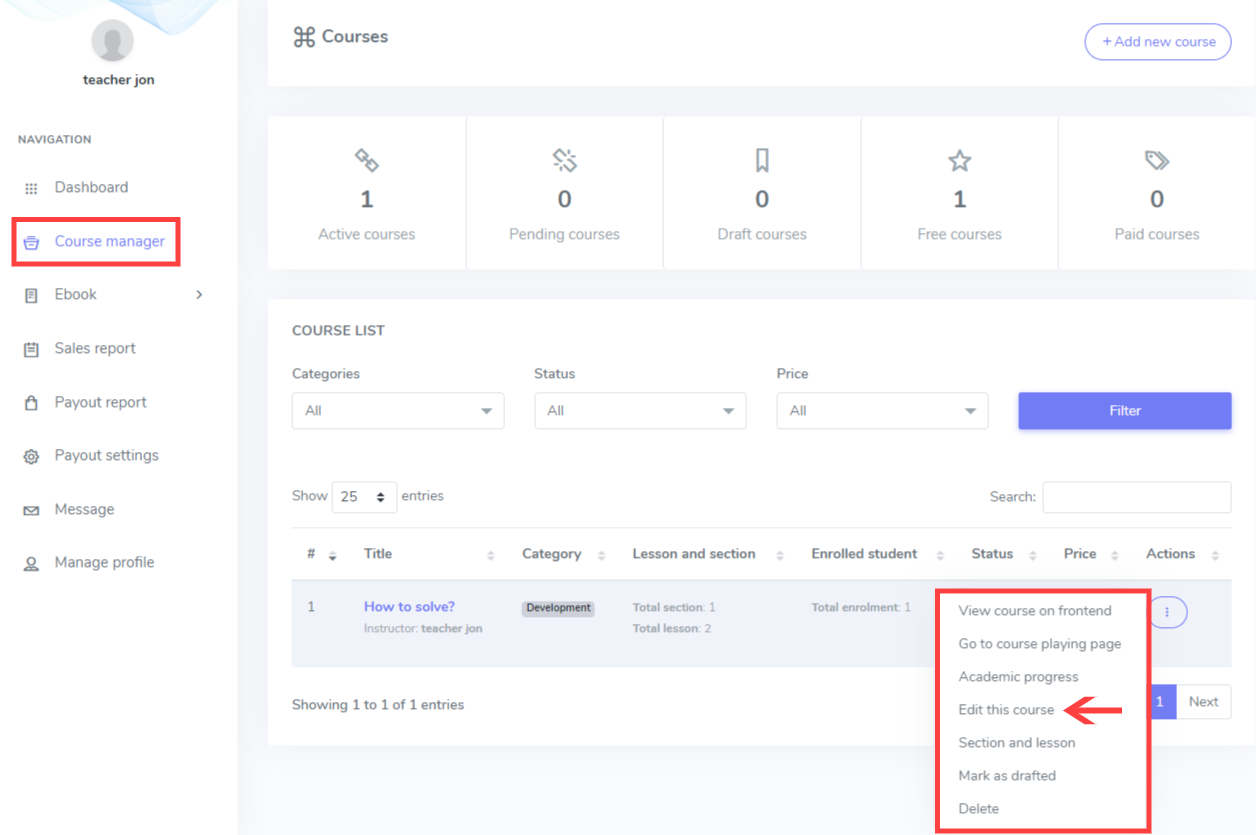 teacher jon
NAVIGATION
Dashboard
Course manager
Ebook
Sales report
Payout report
Payout settings
Message
Manage profile
Courses
+ Add new course
1
Active courses
0
Pending courses
0
Draft courses
1
Free courses
0
Paid courses
COURSE LIST
Categories
All
Status
All
Price
All
Filter
Show 25 entries
Search:
# Title Category Lesson and section Enrolled student Status Price Actions
1 How to solve? Development Total section: 1 Total enrolment: 1
Instructor: teacher jon Total lesson: 2
View course on frontend
Go to course playing page
Academic progress
Edit this course
Section and lesson
Mark as drafted
Delete
Showing 1 to 1 of 1 entries
1 Next